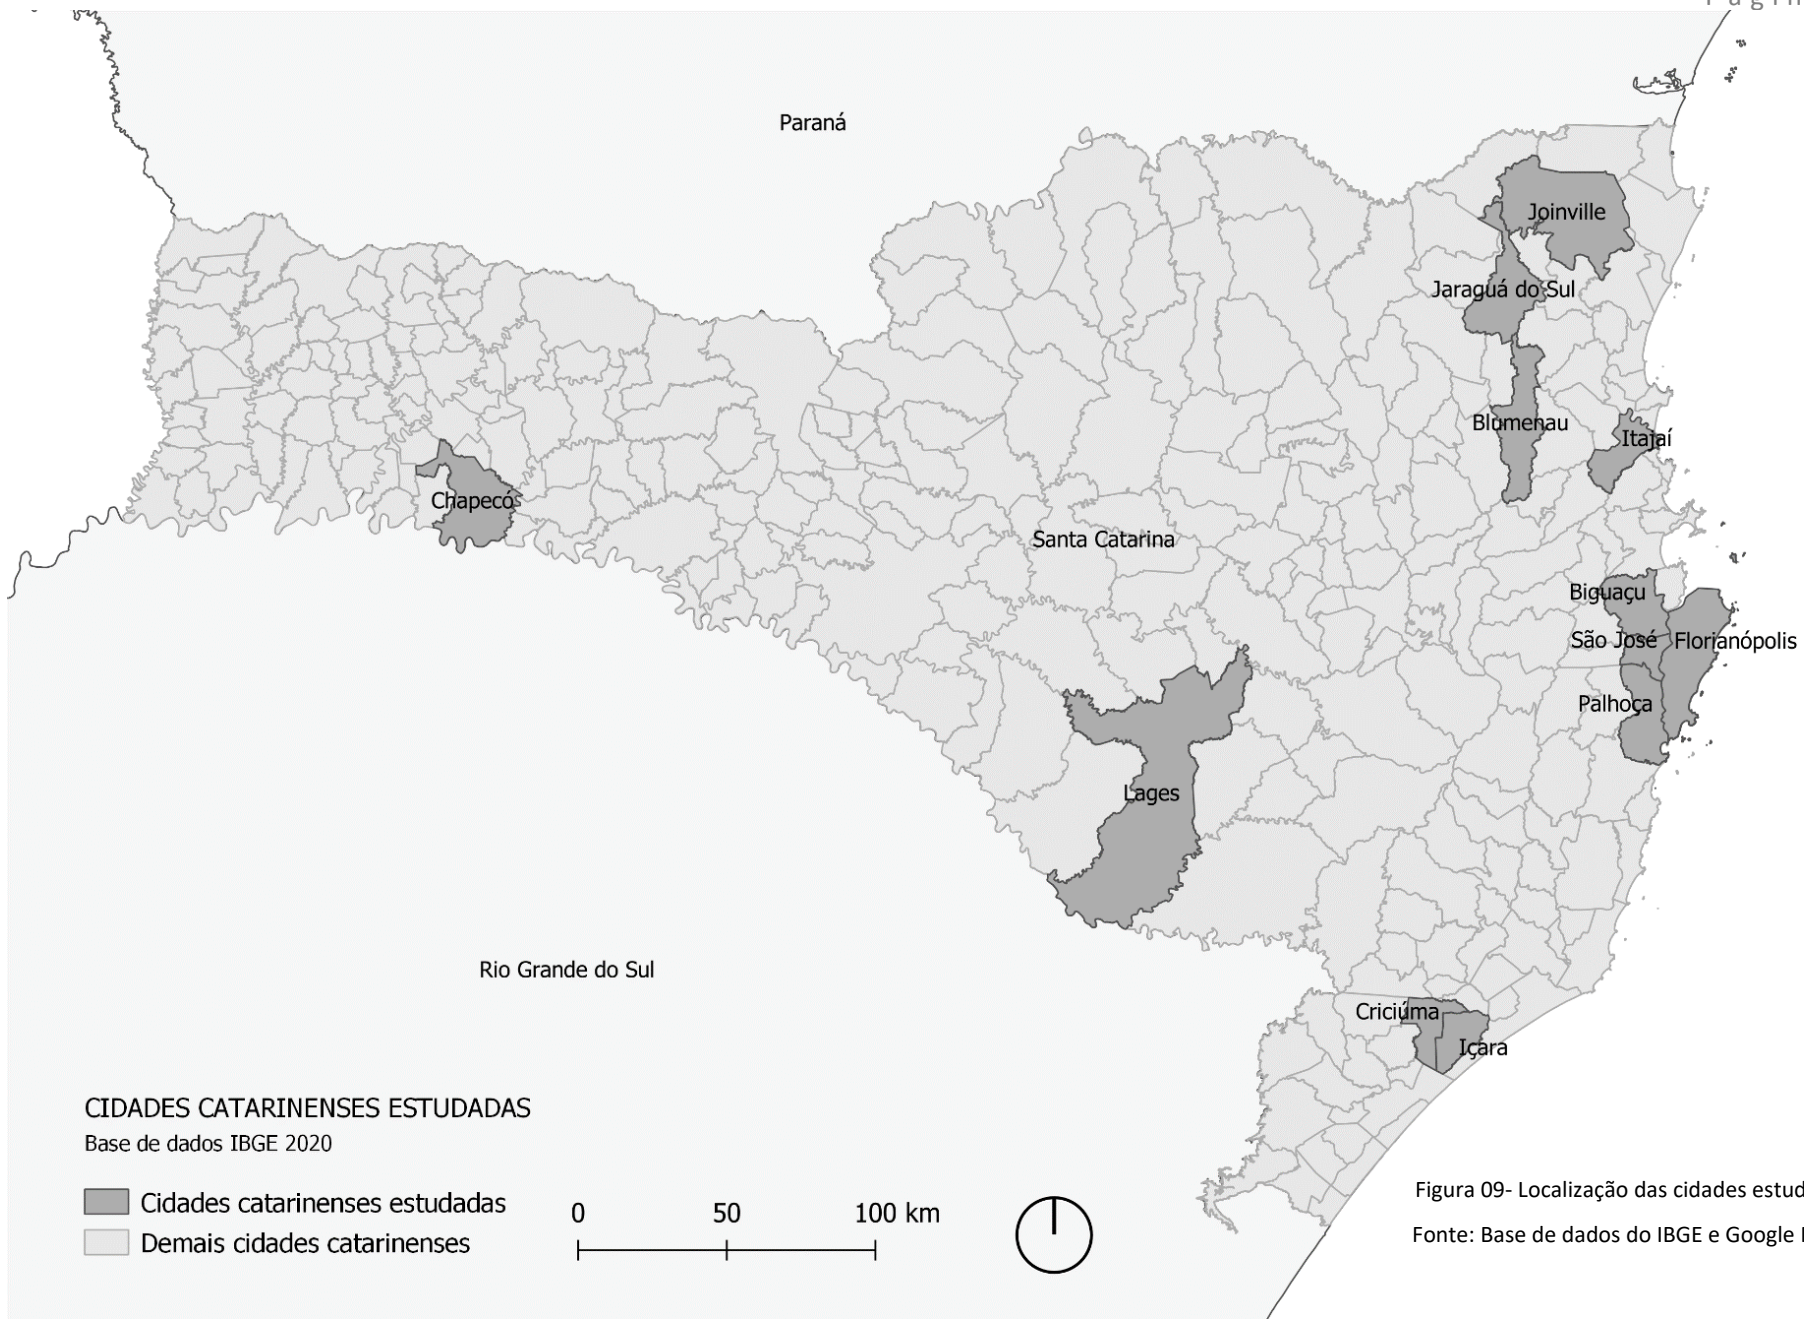 Paraná
Joinville
Jaraguá do Sul
Blumenau
Itajaí
Chapecó
Santa Catarina
Biguaçu
São José
Florianópolis
Palhoça
Lages
Rio Grande do Sul
Criciúma
Içara
CIDADES CATARINENSES ESTUDADAS
Base de dados IBGE 2020
Cidades catarinenses estudadas
Demais cidades catarinenses
0 50 100 km
Figura 09- Localização das cidades estud
Fonte: Base de dados do IBGE e Google